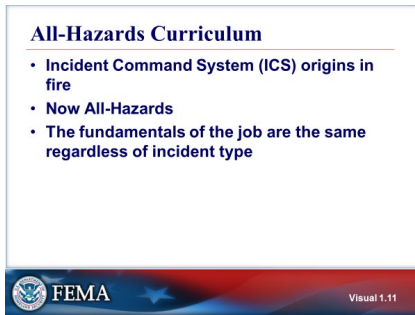 All-Hazards Curriculum
• Incident Command System (ICS) origins in
fire
• Now All-Hazards
• The fundamentals of the job are the same
regardless of incident type
FEMA
Visual 1.11